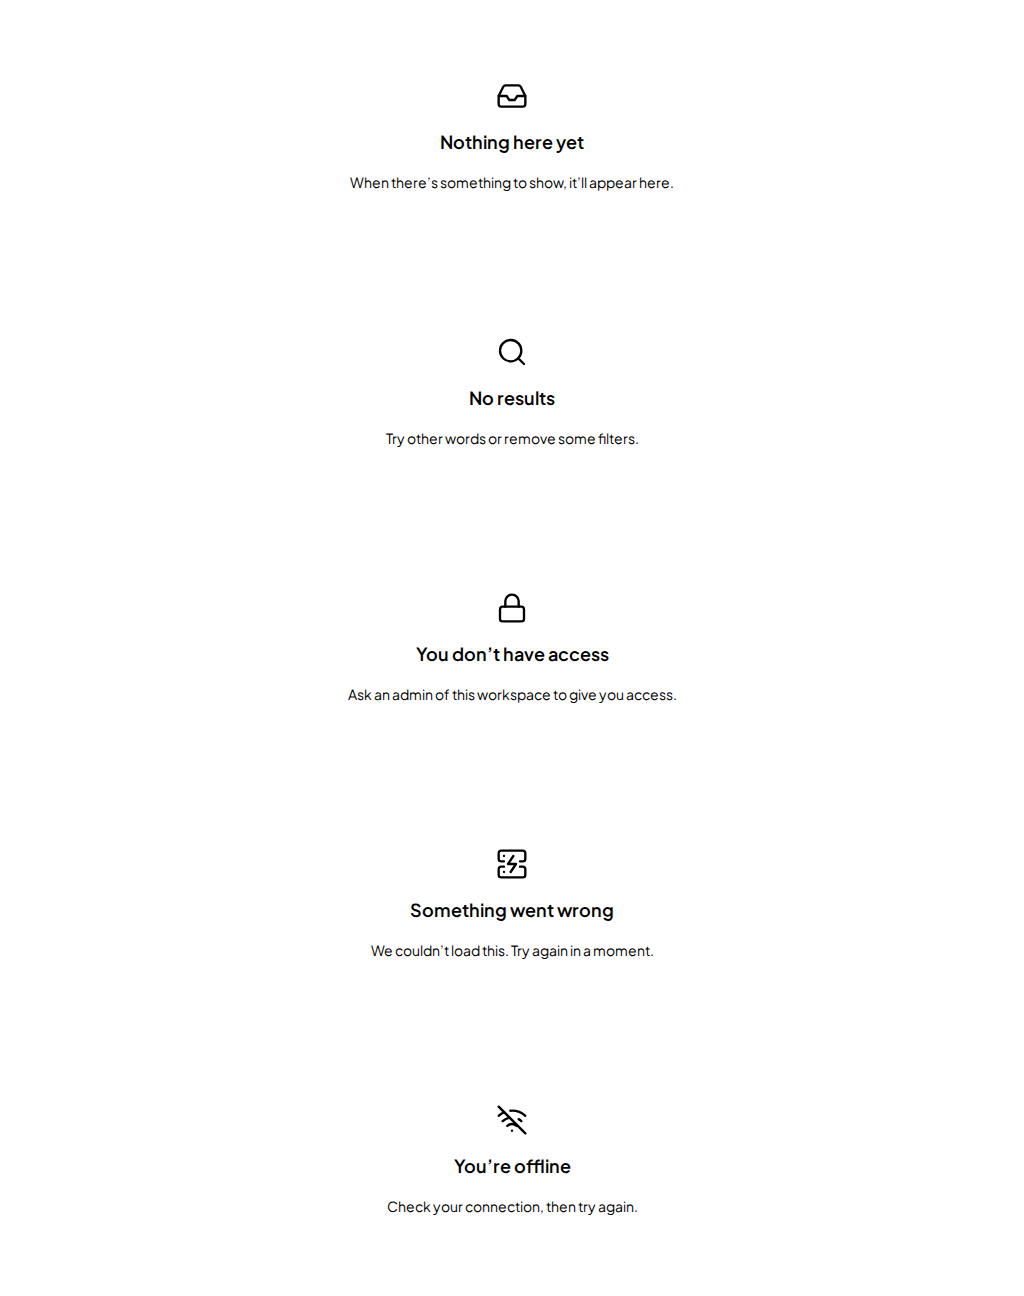 Nothing here yet
When there’s something to show, it’ll appear here.
No results
Try other words or remove some filters.
You don’t have access
Ask an admin of this workspace to give you access.
Something went wrong
We couldn’t load this. Try again in a moment.
You’re offline
Check your connection, then try again.